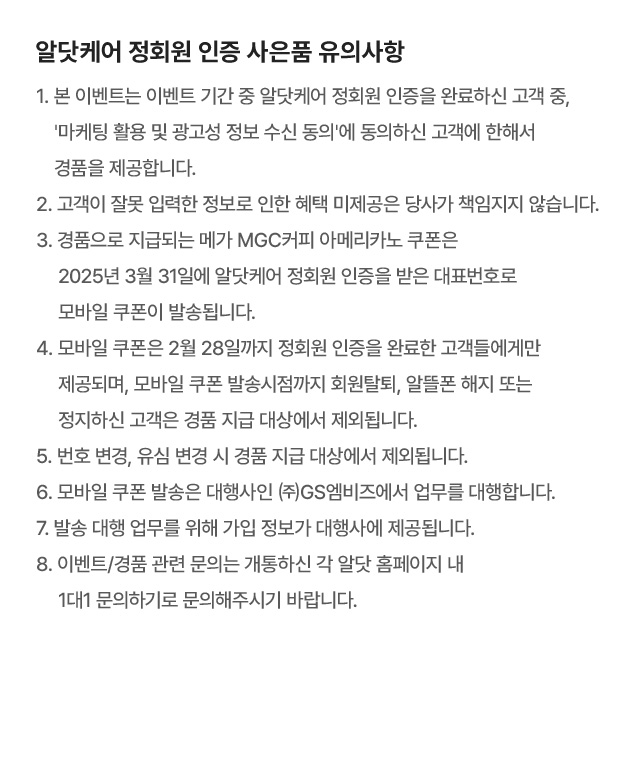 알닷케어 정회원 인증 사은품 유의사항
1. 본 이벤트는 이벤트 기간 중 알닷케어 정회원 인증을 완료하신 고객 중,
'마케팅 활용 및 광고성 정보 수신 동의'에 동의하신 고객에 한해서
경품을 제공합니다.
2. 고객이 잘못 입력한 정보로 인한 혜택 미제공은 당사가 책임지지 않습니다.
3. 경품으로 지급되는 메가 MGC커피 아메리카노 쿠폰은
2025년 3월 31일에 알닷케어 정회원 인증을 받은 대표번호로
모바일 쿠폰이 발송됩니다.
4. 모바일 쿠폰은 2월 28일까지 정회원 인증을 완료한 고객들에게만
제공되며, 모바일 쿠폰 발송시점까지 회원탈퇴, 알뜰폰 해지 또는
정지하신 고객은 경품 지급 대상에서 제외됩니다.
5. 번호 변경, 유심 변경 시 경품 지급 대상에서 제외됩니다.
6. 모바일 쿠폰 발송은 대행사인 ㈜GS엠비즈에서 업무를 대행합니다.
7. 발송 대행 업무를 위해 가입 정보가 대행사에 제공됩니다.
8. 이벤트/경품 관련 문의는 개통하신 각 알닷 홈페이지 내
1대1 문의하기로 문의해주시기 바랍니다.